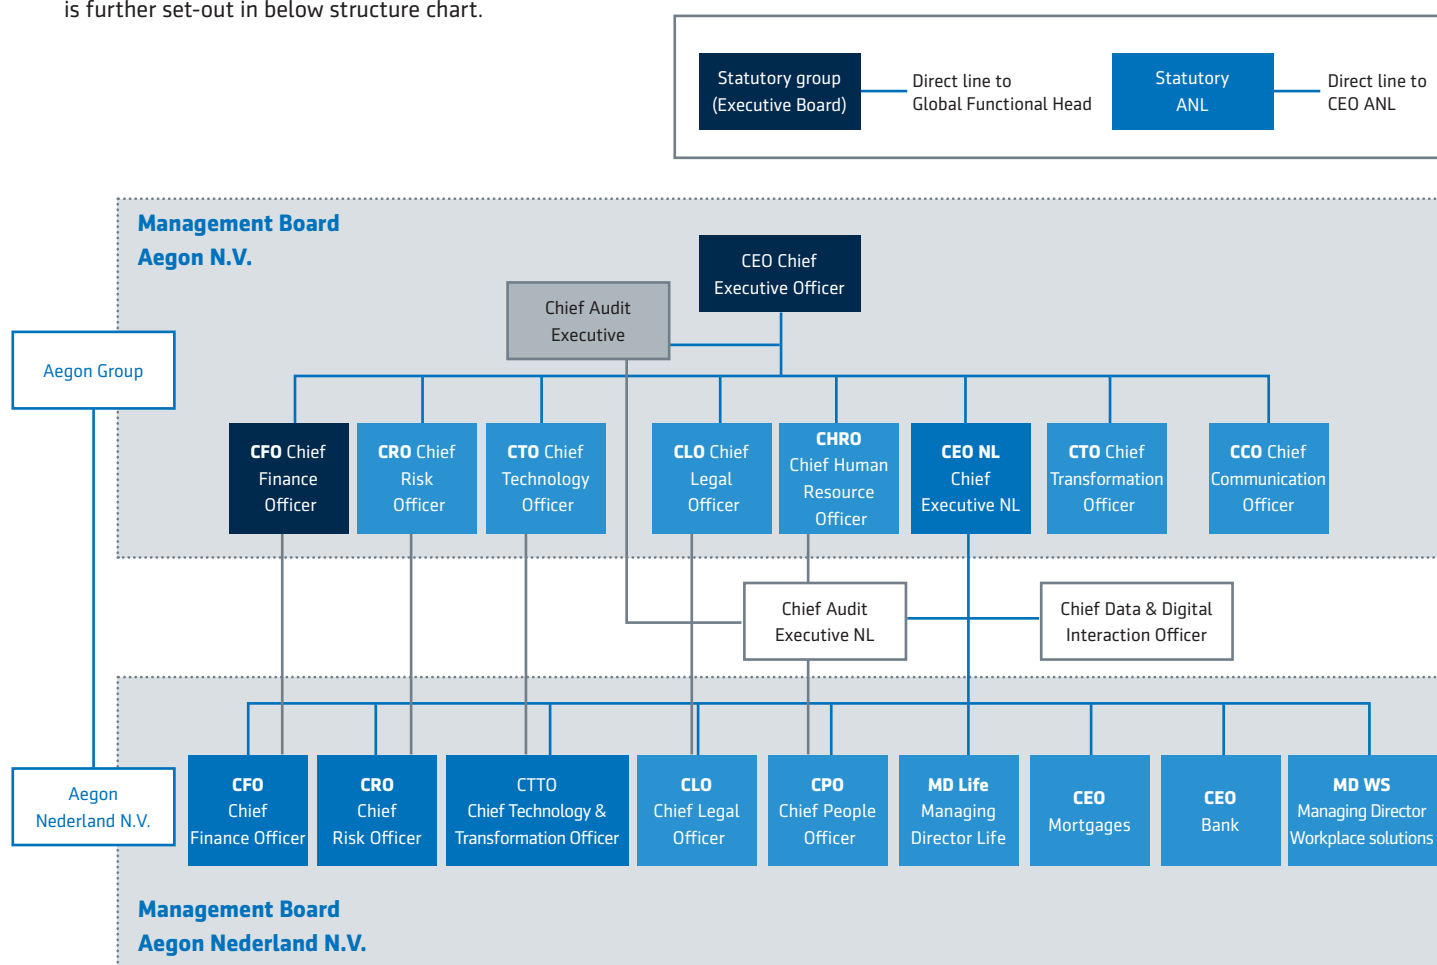 is further set-out in below structure chart.
Statutory group
(Executive Board)
Direct line to
Global Functional Head
Statutory
ANL
Direct line to
CEO ANL
Management Board
Aegon N.V.
CEO Chief
Executive Officer
Chief Audit
Executive
Aegon Group
CFO Chief
Finance
Officer
CRO Chief
Risk
Officer
CTO Chief
Technology
Officer
CLO Chief
Legal
Officer
CHRO
Chief Human
Resource
Officer
CEO NL
Chief
Executive NL
CTO Chief
Transformation
Officer
CCO Chief
Communication
Officer
Chief Audit
Executive NL
Chief Data & Digital
Interaction Officer
Aegon
Nederland N.V.
CFO
Chief
Finance Officer
CRO
Chief
Risk Officer
CTTO
Chief Technology &
Transformation Officer
CLO
Chief Legal
Officer
CPO
Chief People
Officer
MD Life
Managing
Director Life
CEO
Mortgages
CEO
Bank
MD WS
Managing Director
Workplace solutions
Management Board
Aegon Nederland N.V.